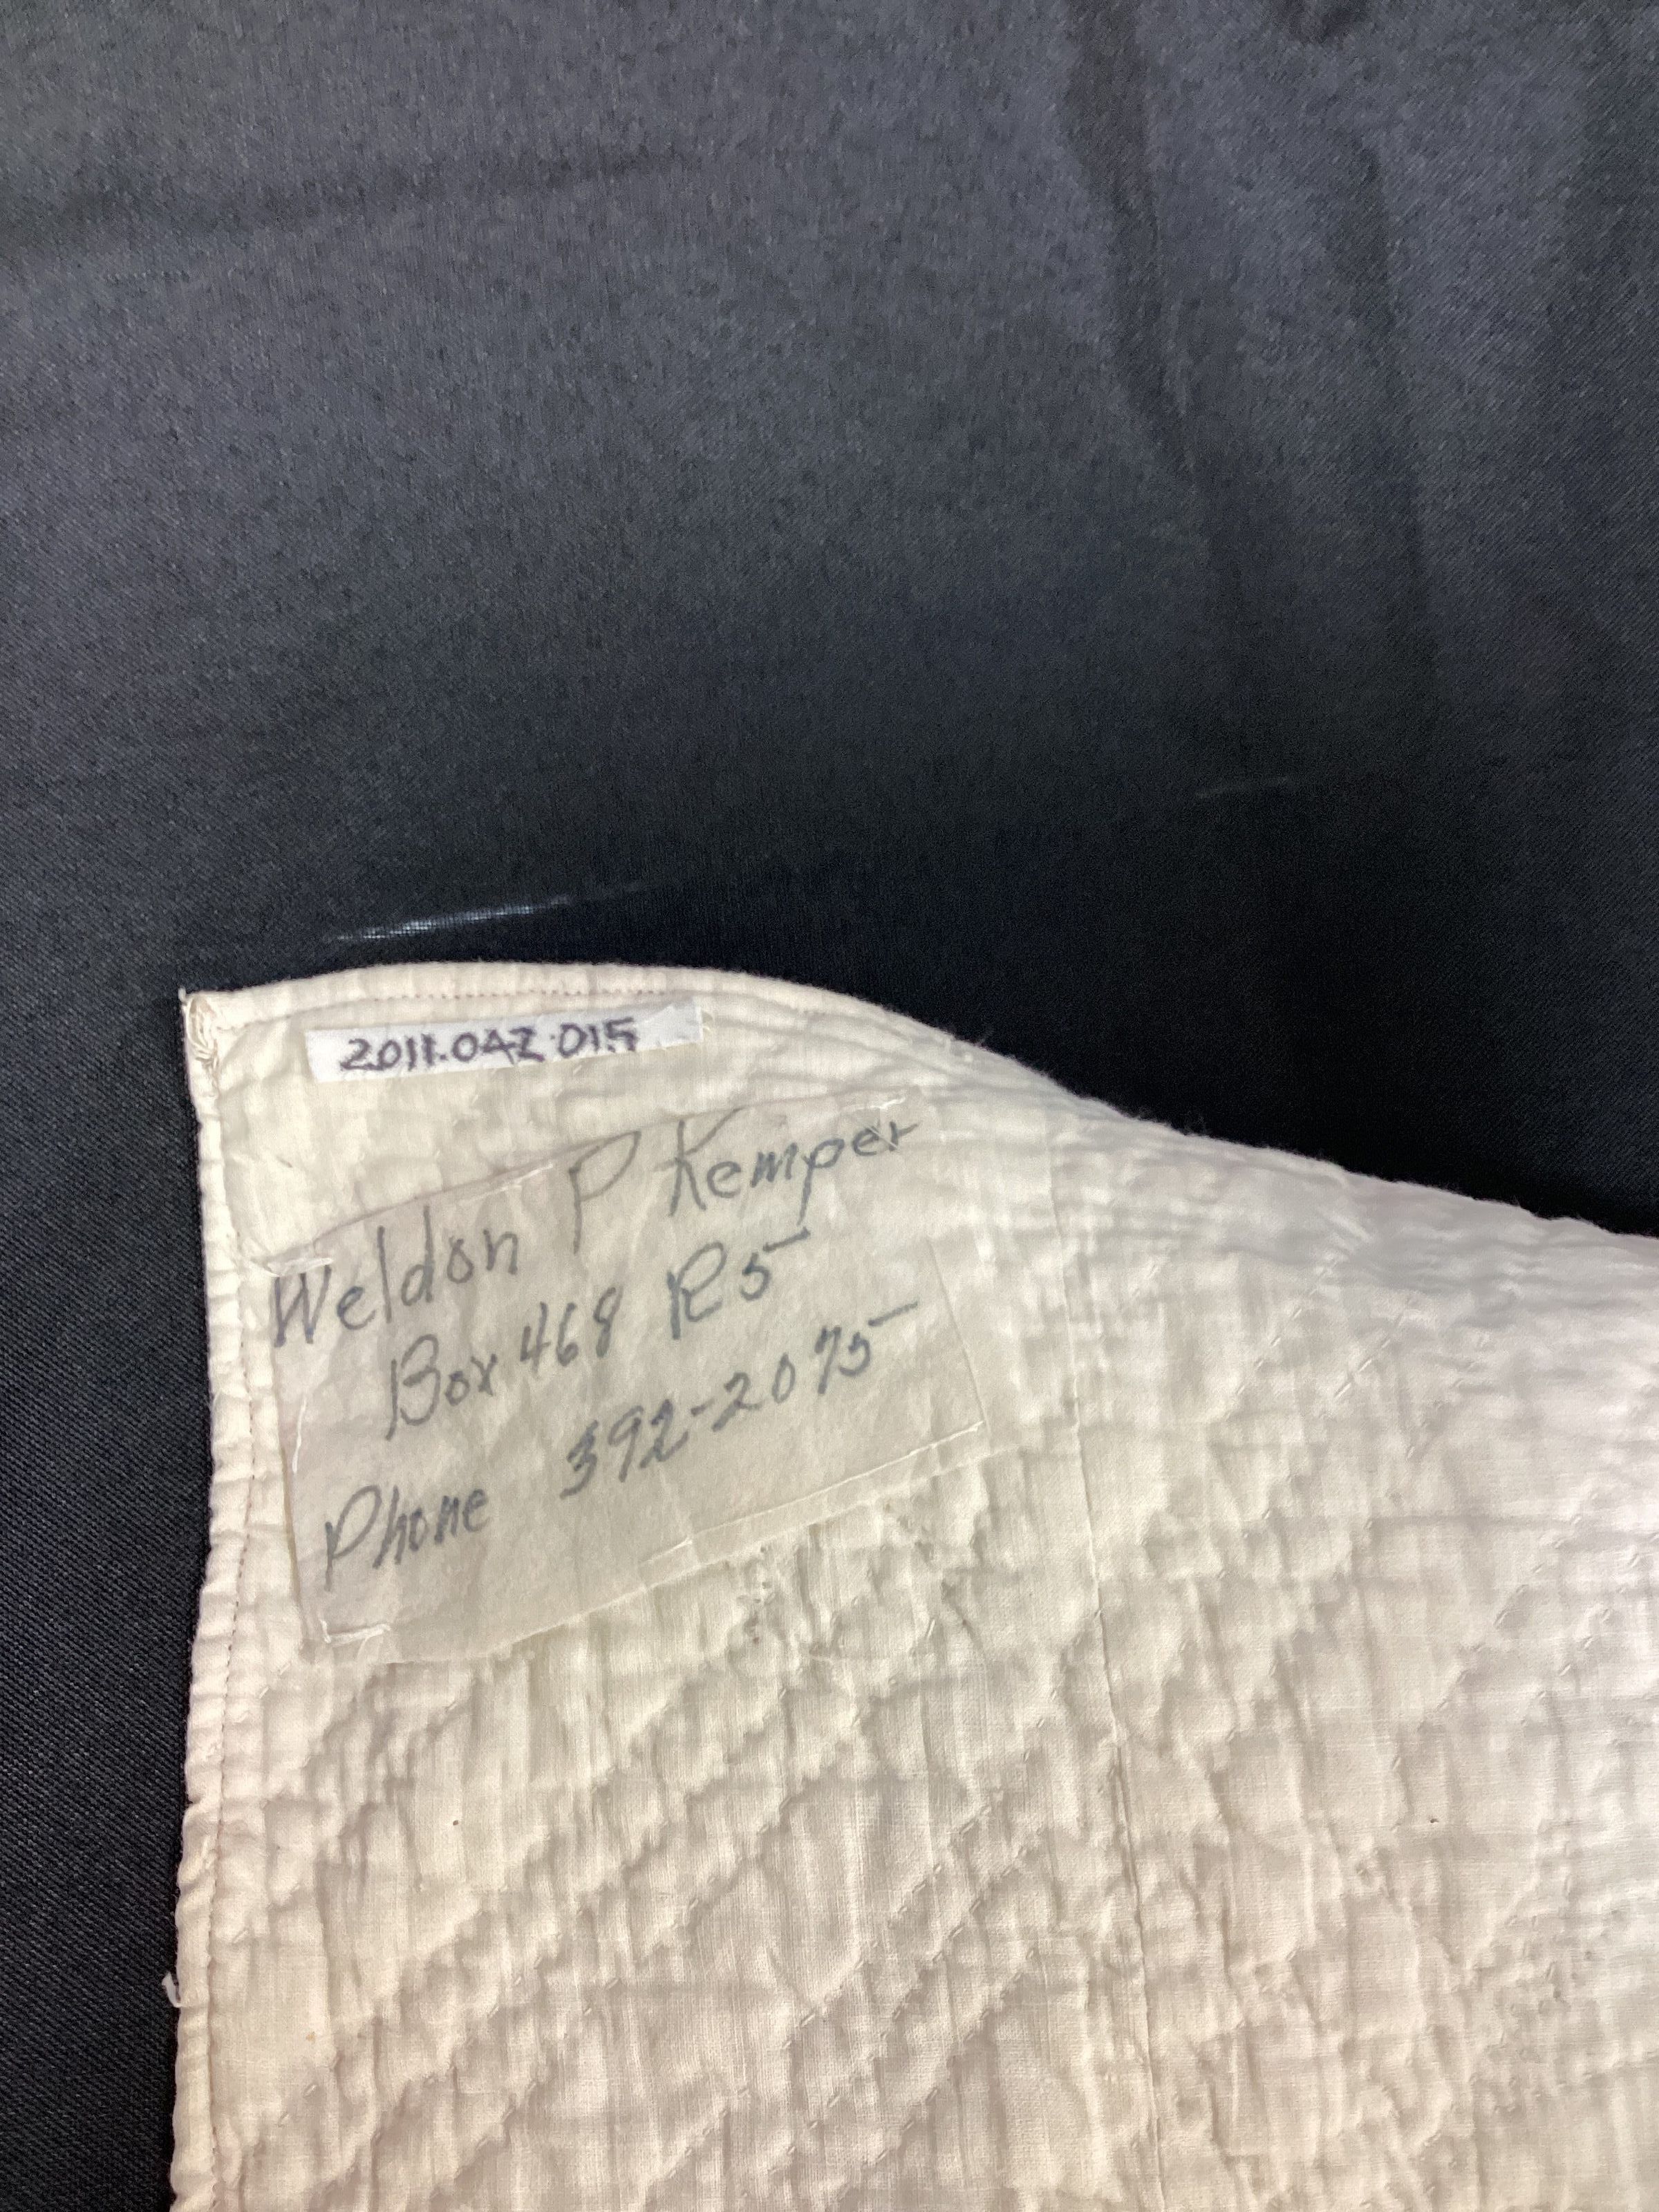 2011.042.015
Weldon P Kemper
Box 468 R5
Phone 392-2075